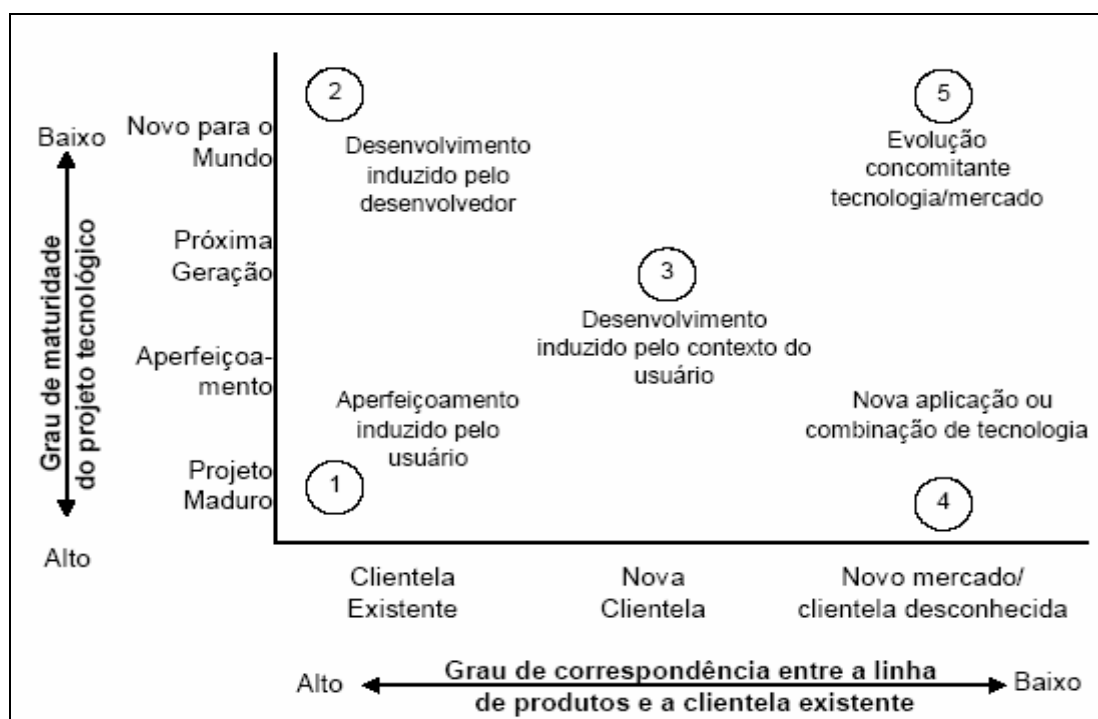 Baixo
Grau de maturidade
do projeto tecnológico
Alto
Novo para o
Mundo
Próxima
Geração
Aperfeiçoa-
mento
Projeto
Maduro
2
Desenvolvimento
induzido pelo
desenvolvedor
5
Evolução
concomitante
tecnologia/mercado
3
Desenvolvimento
induzido pelo contexto do
usuário
Aperfeiçoamento
induzido pelo
usuário
1
Nova aplicação ou
combinação de tecnologia
4
Clientela
Existente
Nova
Clientela
Novo mercado/
clientela desconhecida
Alto
Grau de correspondência entre a linha
de produtos e a clientela existente
Baixo